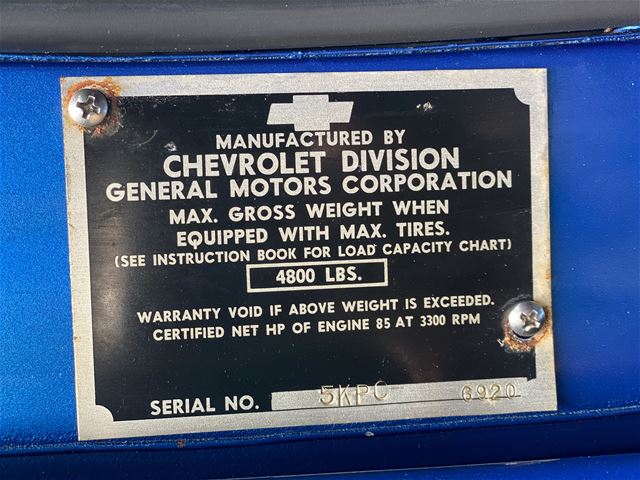 MANUFACTURED BY
CHEVROLET DIVISION
GENERAL MOTORS CORPORATION
MAX. GROSS WEIGHT WHEN
EQUIPPED WITH MAX. TIRES.
(SEE INSTRUCTION BOOK FOR LOAD CAPACITY CHART)
4800 LBS.
WARRANTY VOID IF ABOVE WEIGHT IS EXCEEDED.
CERTIFIED NET HP OF ENGINE 85 AT 3300 RPM
SERIAL NO. 5KPC 6920